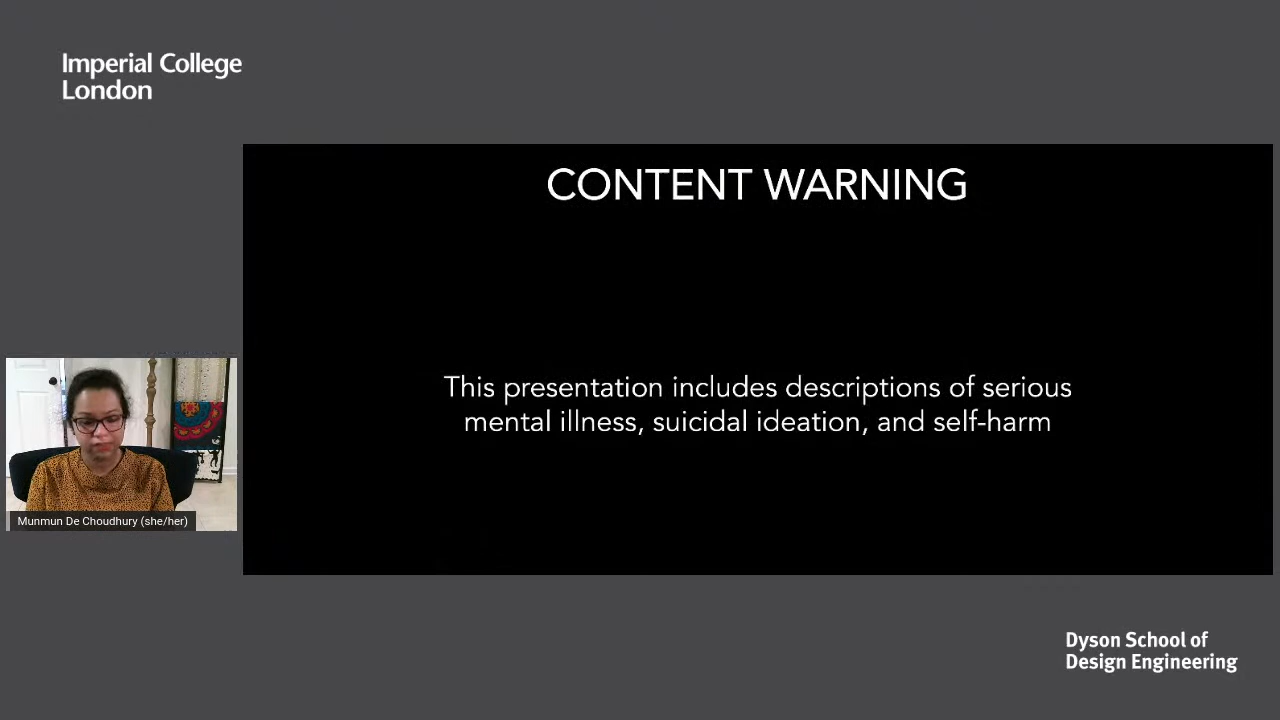 Imperial College
London
CONTENT WARNING
This presentation includes descriptions of serious
mental illness, suicidal ideation, and self-harm
Munmun De Choudhury (she/her)
Dyson School of
Design Engineering